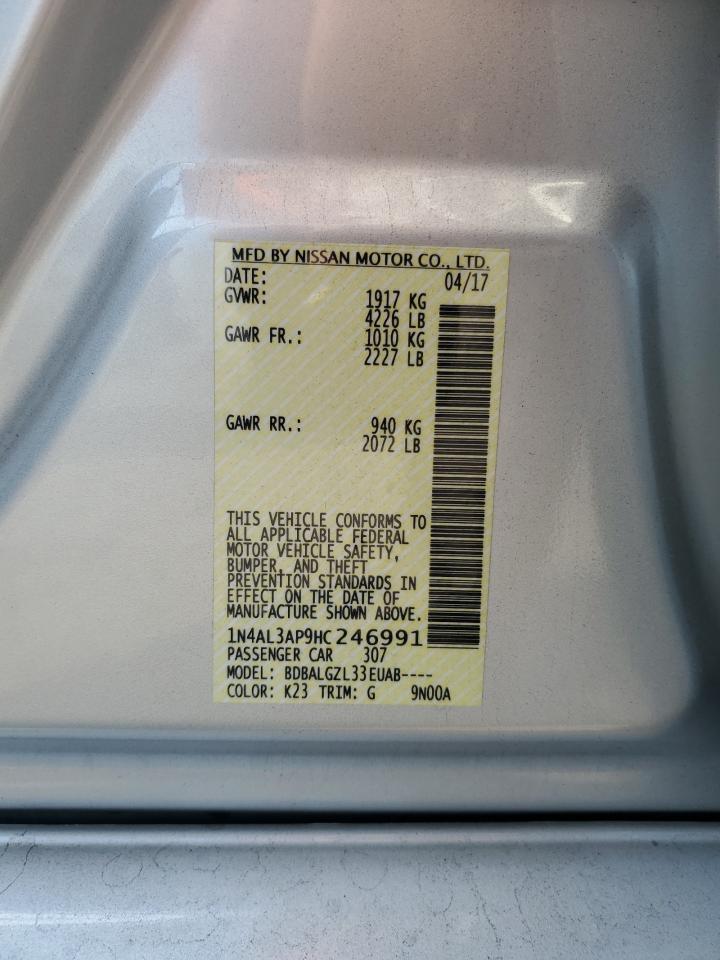 MFD BY NISSAN MOTOR CO., LTD.
DATE: 04/17
GVWR: 1917 KG
4226 LB
GAWR FR.: 1010 KG
2227 LB
GAWR RR.: 940 KG
2072 LB
THIS VEHICLE CONFORMS TO
ALL APPLICABLE FEDERAL
MOTOR VEHICLE SAFETY,
BUMPER, AND THEFT
PREVENTION STANDARDS IN
EFFECT ON THE DATE OF
MANUFACTURE SHOWN ABOVE.
1N4AL3AP9HC246991
PASSENGER CAR 307
MODEL: BDBALGZL33EUAB----
COLOR: K23 TRIM: G 9N00A